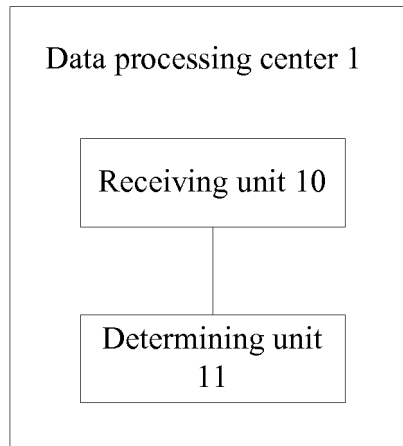 Data processing center 1
Receiving unit 10
Determining unit
11